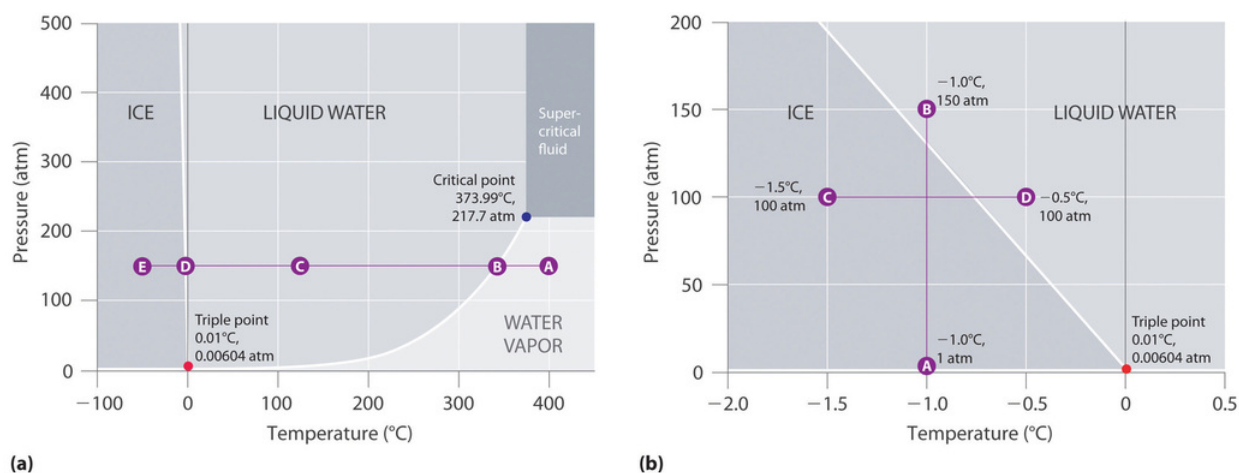 500
400
300
200
100
0
Pressure (atm)
ICE
LIQUID WATER
Super-
critical
fluid
Critical point
373.99°C,
217.7 atm
E
D
C
B
A
Triple point
0.01°C,
0.00604 atm
WATER
VAPOR
−100
0
100
200
300
400
Temperature (°C)
(a)
200
150
100
50
0
Pressure (atm)
ICE
LIQUID WATER
B
−1.0°C,
150 atm
−1.5°C,
100 atm
C
D
−0.5°C,
100 atm
−1.0°C,
1 atm
A
Triple point
0.01°C,
0.00604 atm
−2.0
−1.5
−1.0
−0.5
0
0.5
Temperature (°C)
(b)